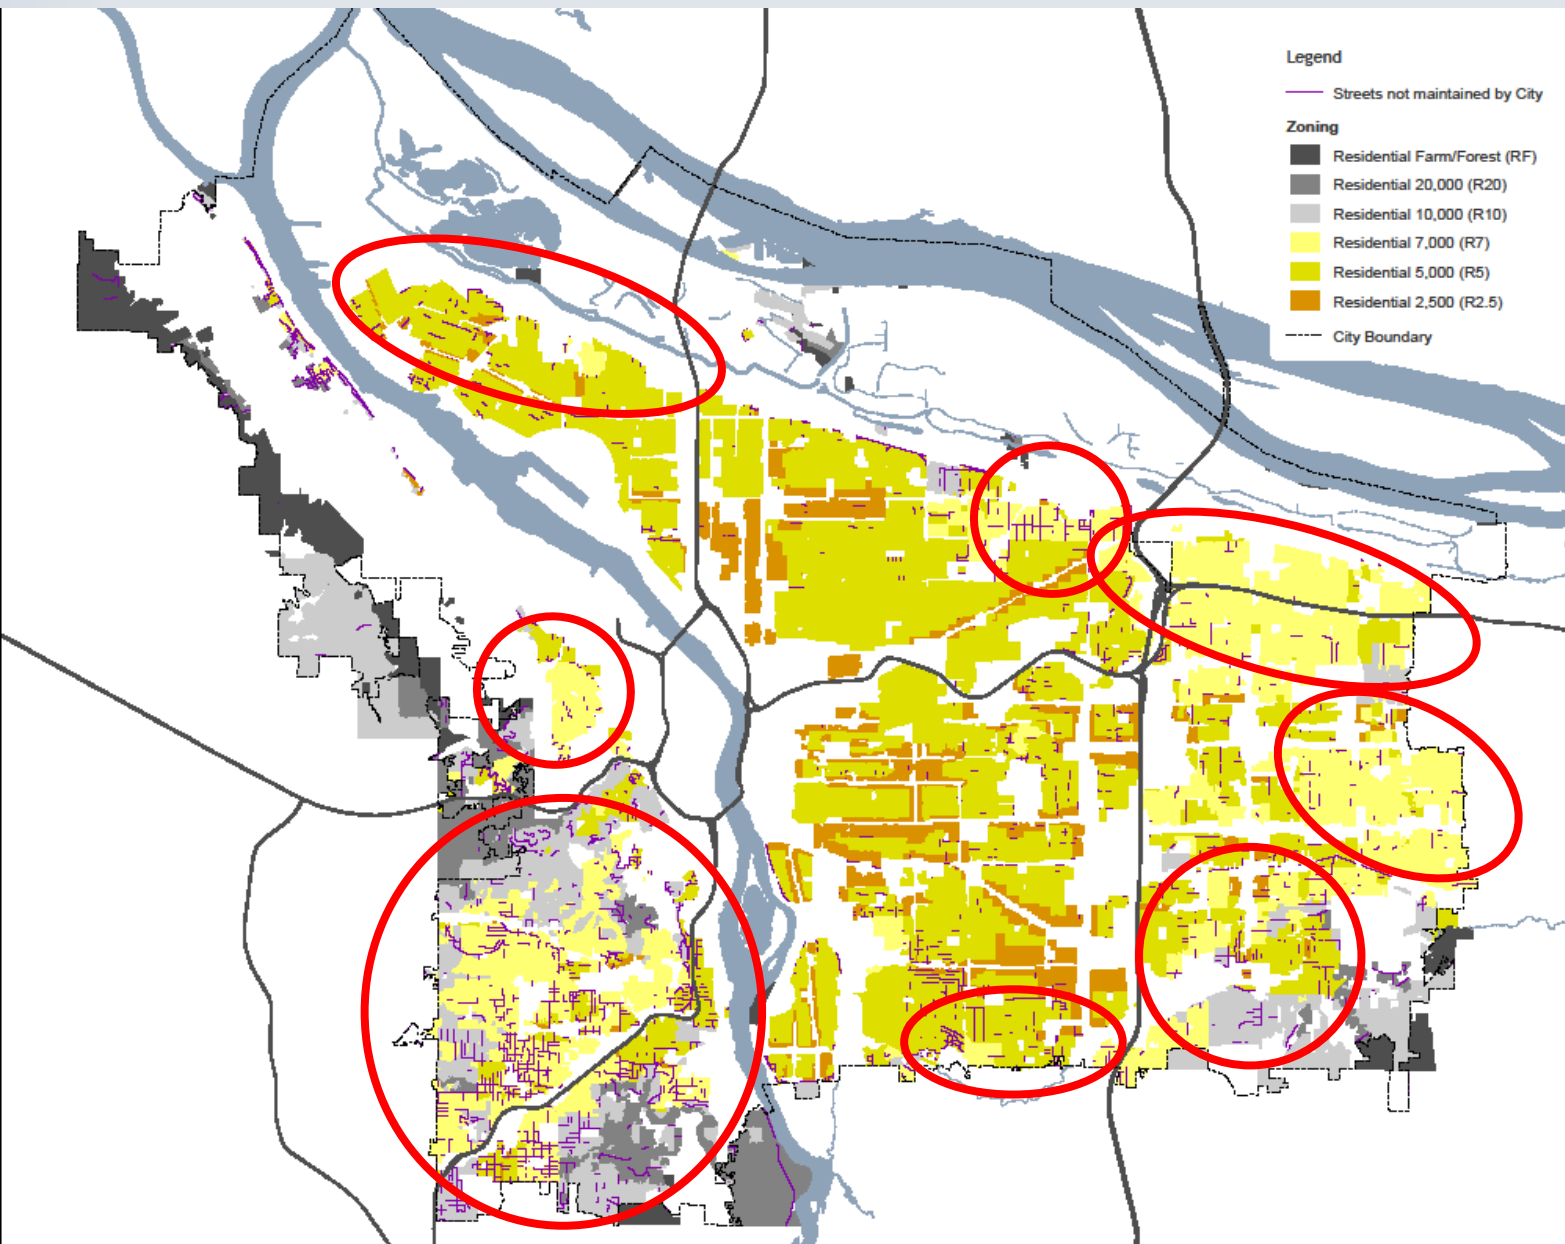 Legend
Streets not maintained by City
Zoning
Residential Farm/Forest (RF)
Residential 20,000 (R20)
Residential 10,000 (R10)
Residential 7,000 (R7)
Residential 5,000 (R5)
Residential 2,500 (R2.5)
City Boundary